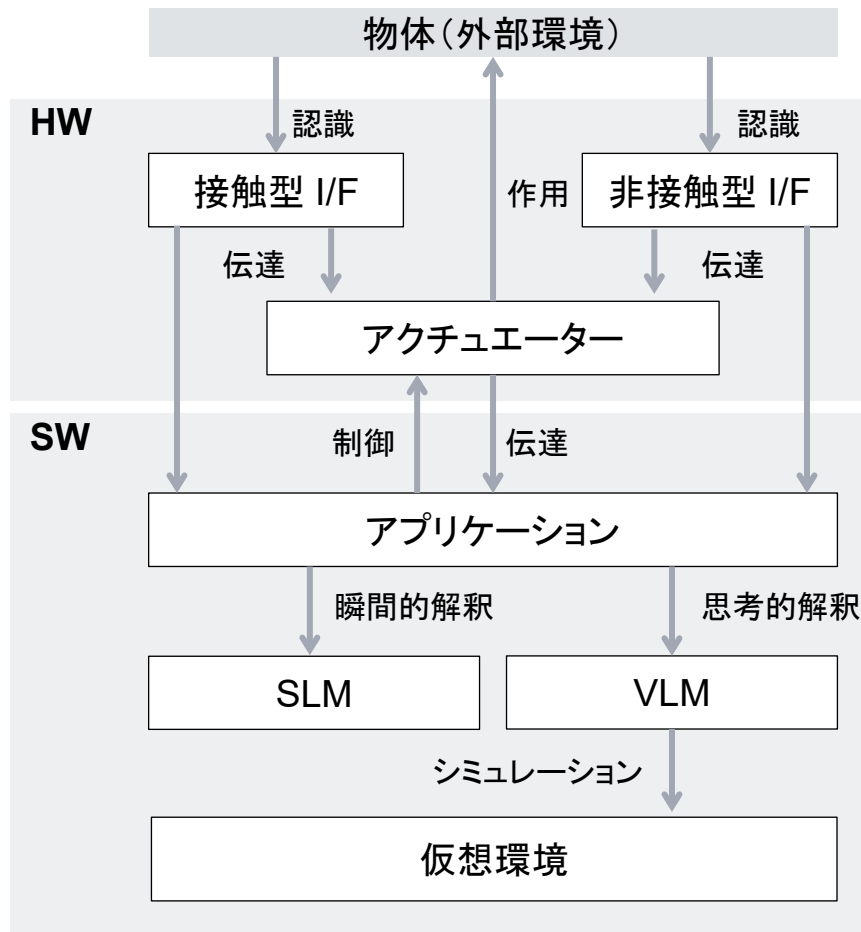 物体（外部環境）
HW
認識
認識
接触型 I/F
作用
非接触型 I/F
伝達
伝達
アクチュエーター
SW
制御
伝達
アプリケーション
瞬間的解釈
思考的解釈
SLM
VLM
シミュレーション
仮想環境